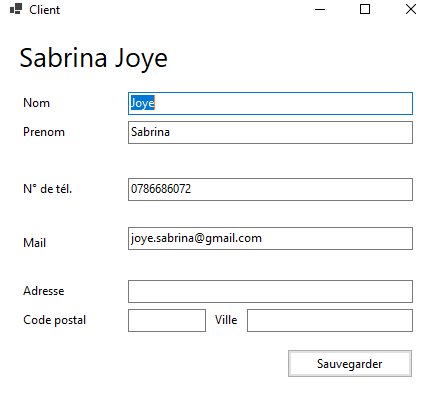 Client
Sabrina Joye
Nom Joye
Prenom Sabrina
N° de tél. 0786686072
Mail joye.sabrina@gmail.com
Adresse
Code postal Ville
Sauvegarder